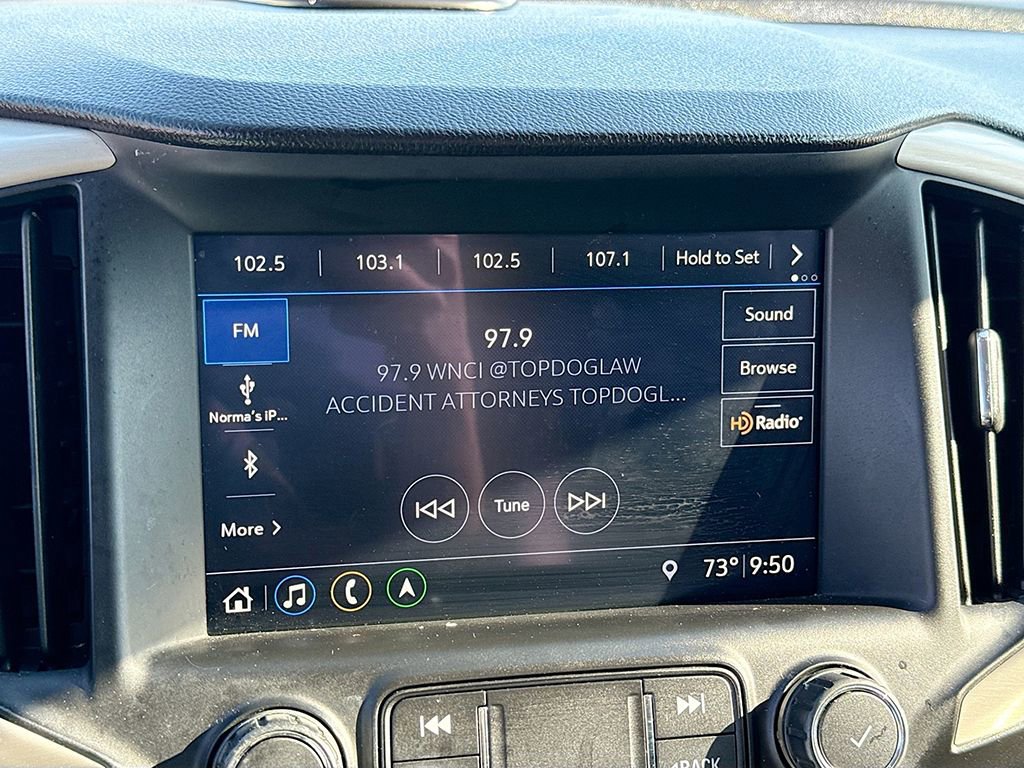 102.5 103.1 102.5 107.1 Hold to Set
FM
97.9
97.9 WNCI @TOPDOGLAW
ACCIDENT ATTORNEYS TOPDOGL...
Sound
Browse
HD Radio
Norma's iP...
More
Tune
73° 9:50